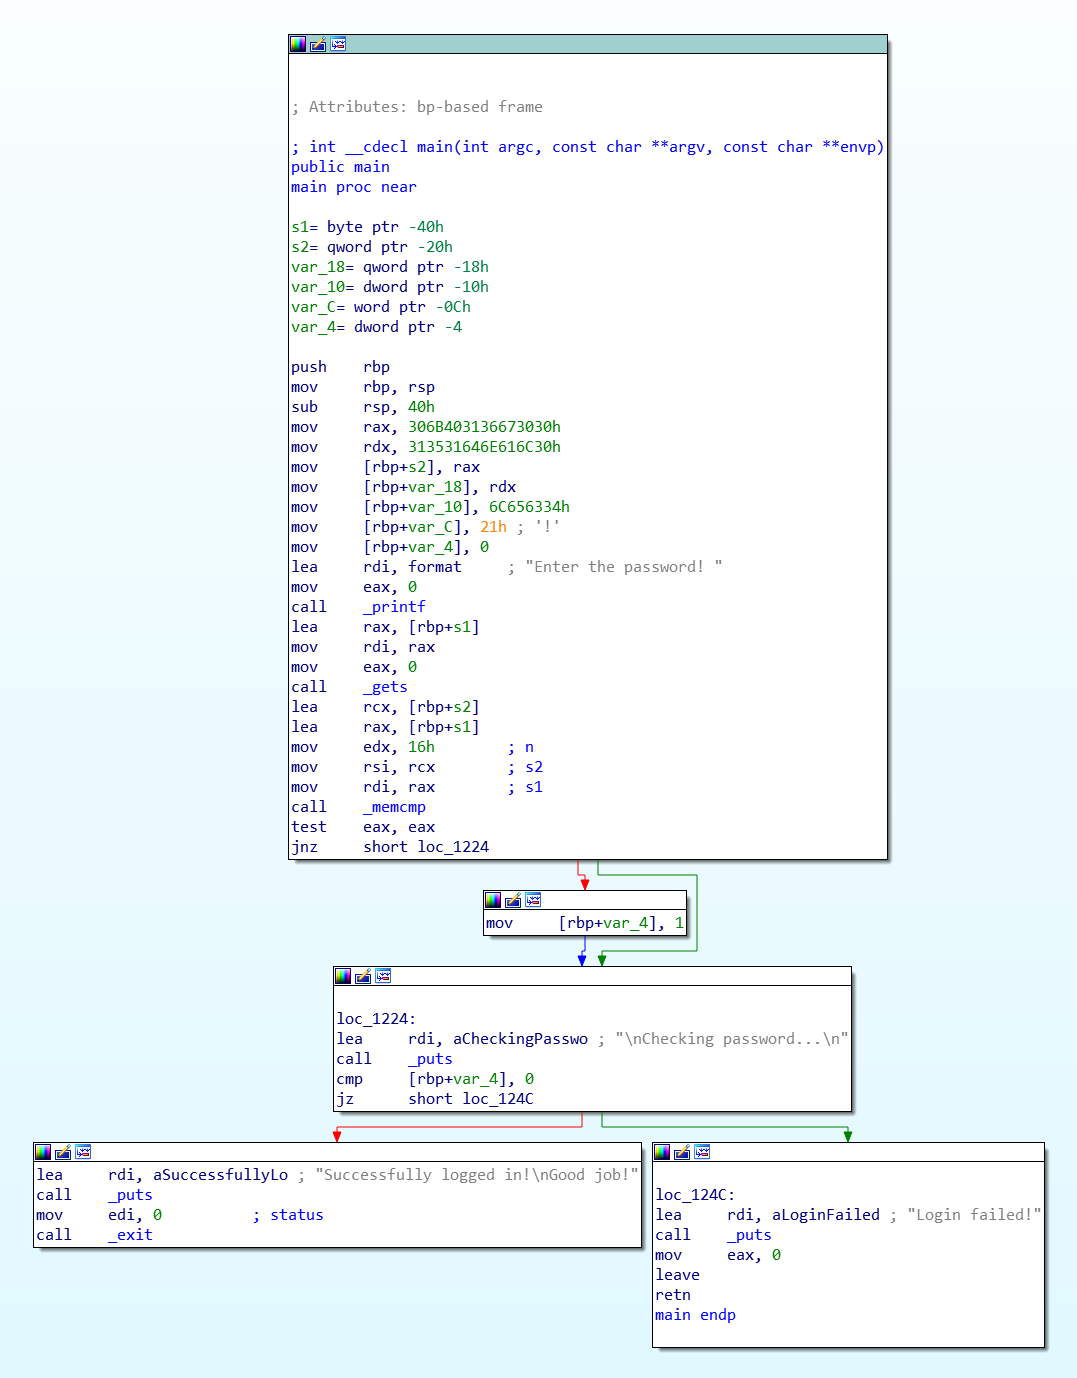 ; Attributes: bp-based frame
; int __cdecl main(int argc, const char **argv, const char **envp)
public main
main proc near
s1= byte ptr -40h
s2= qword ptr -20h
var_18= qword ptr -18h
var_10= dword ptr -10h
var_C= word ptr -0Ch
var_4= dword ptr -4
push rbp
mov rbp, rsp
sub rsp, 40h
mov rax, 306B403136673030h
mov rdx, 313531646E616C30h
mov [rbp+s2], rax
mov [rbp+var_18], rdx
mov [rbp+var_10], 6C656334h
mov [rbp+var_C], 21h ; '!'
mov [rbp+var_4], 0
lea rdi, format ; "Enter the password! "
mov eax, 0
call _printf
lea rax, [rbp+s1]
mov rdi, rax
mov eax, 0
call _gets
lea rcx, [rbp+s2]
lea rax, [rbp+s1]
mov edx, 16h ; n
mov rsi, rcx ; s2
mov rdi, rax ; s1
call _memcmp
test eax, eax
jnz short loc_1224
mov [rbp+var_4], 1
loc_1224:
lea rdi, aCheckingPasswo ; "\nChecking password...\n"
call _puts
cmp [rbp+var_4], 0
jz short loc_124C
lea rdi, aSuccessfullyLo ; "Successfully logged in!\nGood job!"
call _puts
mov edi, 0 ; status
call _exit
loc_124C:
lea rdi, aLoginFailed ; "Login failed!"
call _puts
mov eax, 0
leave
retn
main endp